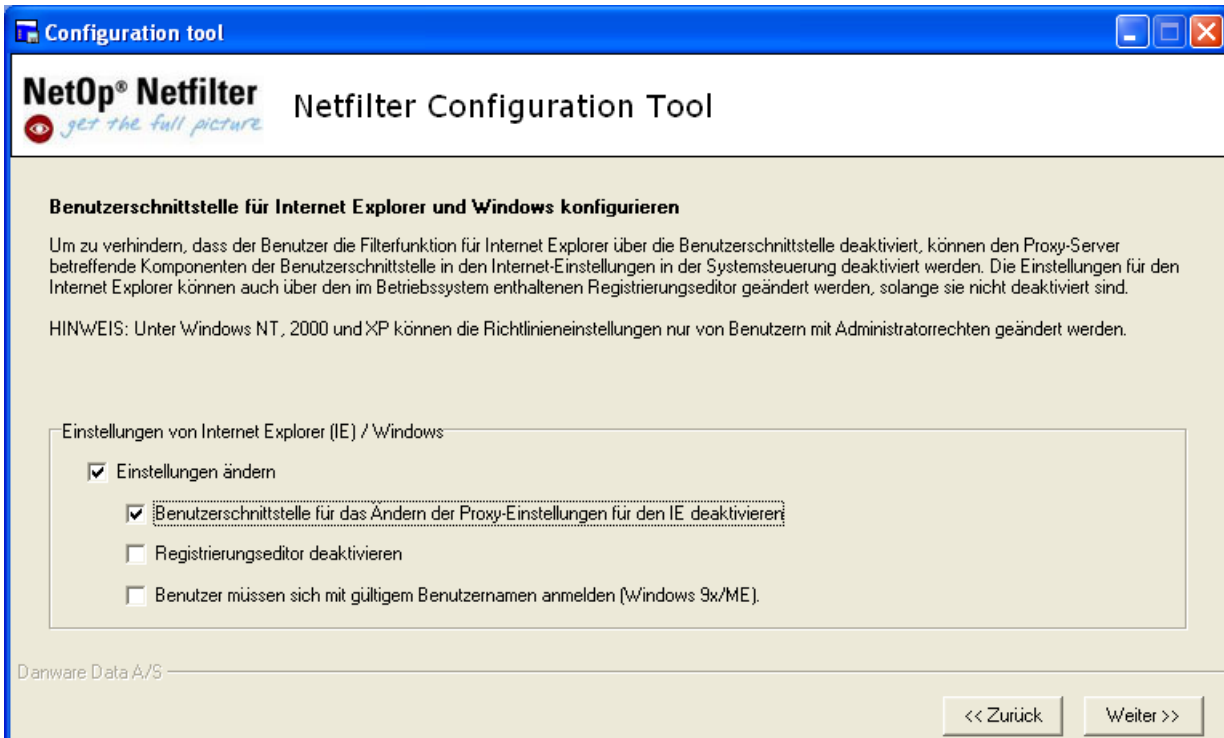 Configuration tool
NetOp® Netfilter
get the full picture
Netfilter Configuration Tool
Benutzerschnittstelle für Internet Explorer und Windows konfigurieren
Um zu verhindern, dass der Benutzer die Filterfunktion für Internet Explorer über die Benutzerschnittstelle deaktiviert, können den Proxy-Server
betreffende Komponenten der Benutzerschnittstelle in den Internet-Einstellungen in der Systemsteuerung deaktiviert werden. Die Einstellungen für den
Internet Explorer können auch über den im Betriebssystem enthaltenen Registrierungseditor geändert werden, solange sie nicht deaktiviert sind.
HINWEIS: Unter Windows NT, 2000 und XP können die Richtlinieneinstellungen nur von Benutzern mit Administratorrechten geändert werden.
Einstellungen von Internet Explorer (IE) / Windows
Einstellungen ändern
Benutzerschnittstelle für das Ändern der Proxy-Einstellungen für den IE deaktivieren
Registrierungseditor deaktivieren
Benutzer müssen sich mit gültigem Benutzernamen anmelden (Windows 9x/ME).
Danware Data A/S
<< Zurück
Weiter >>